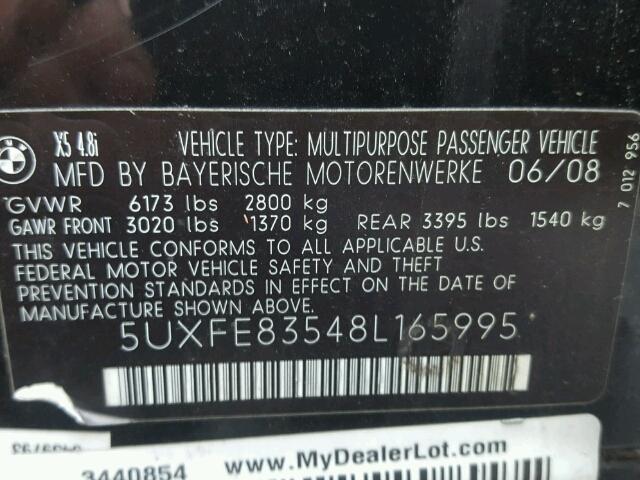 X5 4.8i VEHICLE TYPE: MULTIPURPOSE PASSENGER VEHICLE
MFD BY BAYERISCHE MOTORENWERKE 06/08
GVWR 6173 lbs 2800 kg
GAWR FRONT 3020 lbs 1370 kg REAR 3395 lbs 1540 kg
THIS VEHICLE CONFORMS TO ALL APPLICABLE U.S.
FEDERAL MOTOR VEHICLE SAFETY AND THEFT
PREVENTION STANDARDS IN EFFECT ON THE DATE OF
MANUFACTURE SHOWN ABOVE.
5UXFE83548L165995
7 012 956
3440854
www.MyDealerLot.com